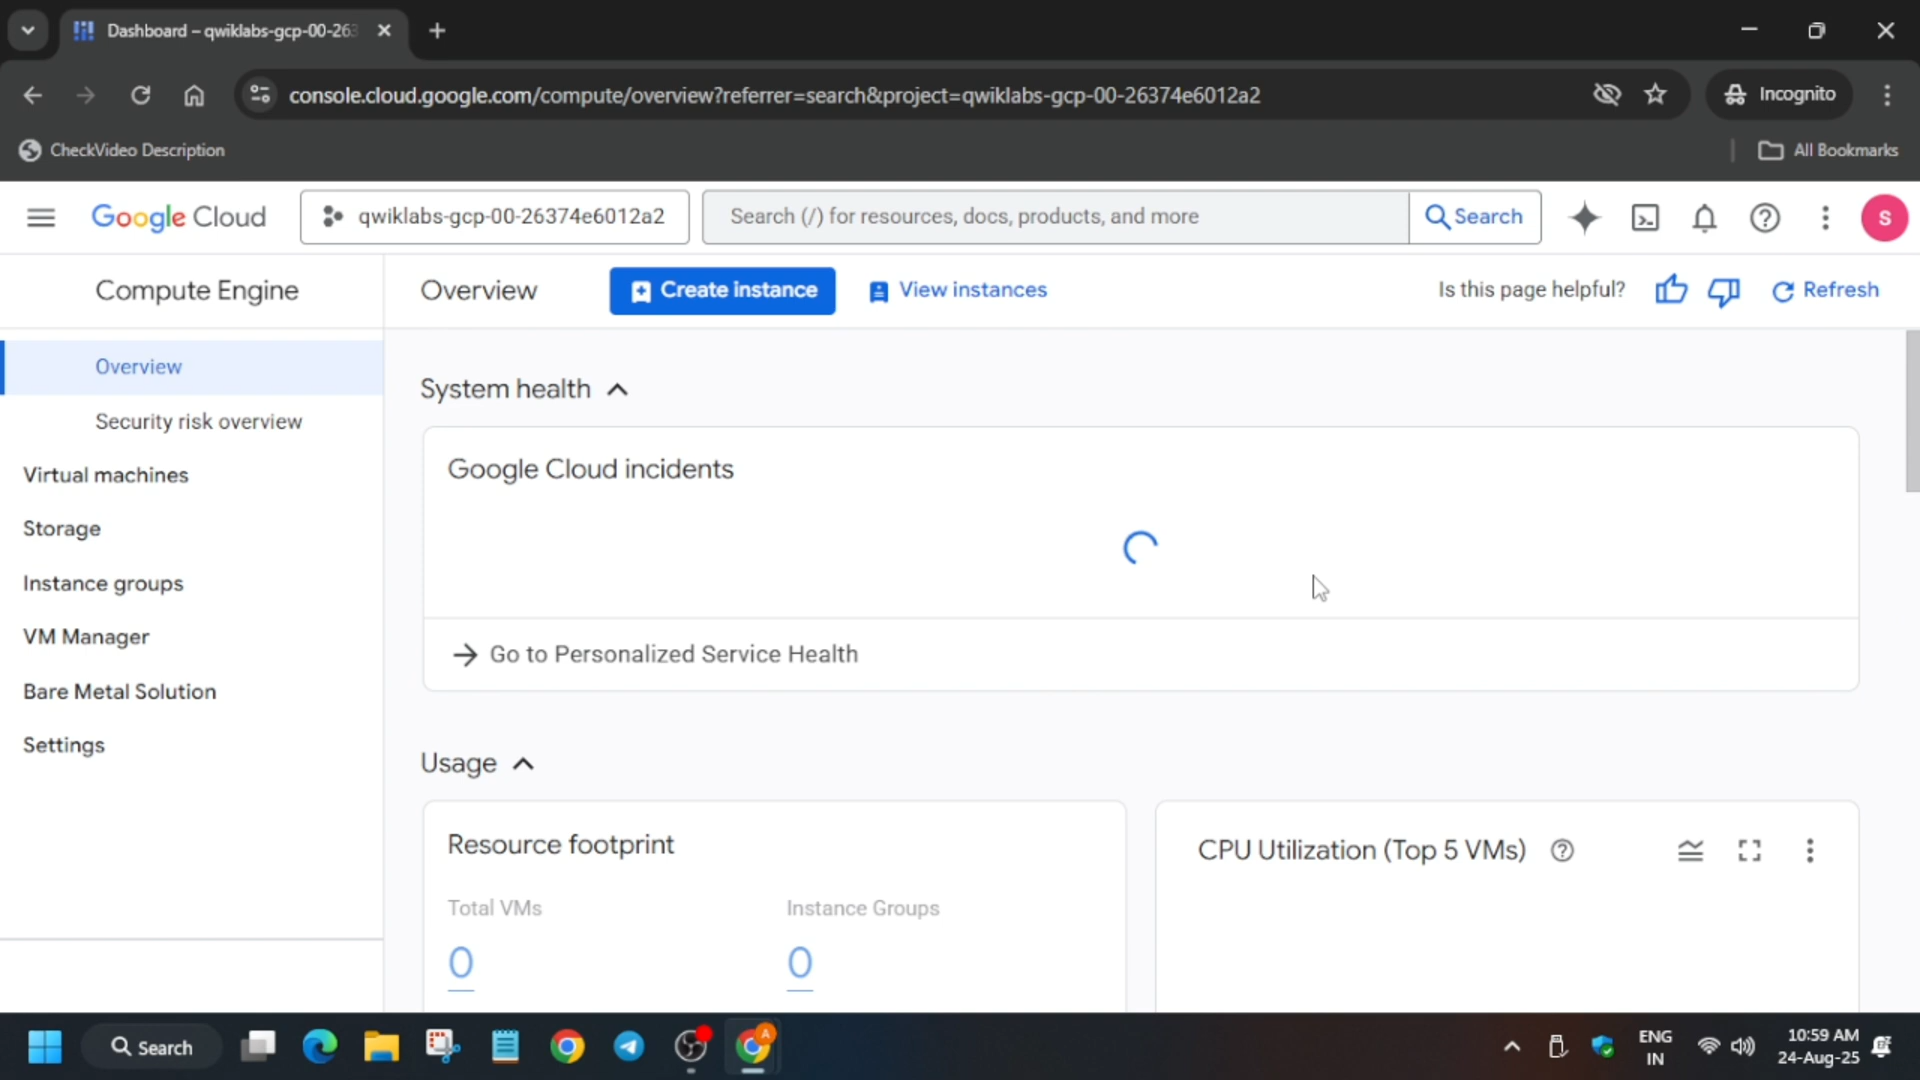 Dashboard – qwiklabs-gcp-00-263
console.cloud.google.com/compute/overview?referrer=search&project=qwiklabs-gcp-00-26374e6012a2
Incognito
CheckVideo Description
All Bookmarks
Google Cloud
qwiklabs-gcp-00-26374e6012a2
Search (/) for resources, docs, products, and more
Search
S
Compute Engine
Overview
Create instance
View instances
Is this page helpful?
Refresh
Overview
Security risk overview
Virtual machines
Storage
Instance groups
VM Manager
Bare Metal Solution
Settings
System health
Google Cloud incidents
Go to Personalized Service Health
Usage
Resource footprint
Total VMs
Instance Groups
0
0
CPU Utilization (Top 5 VMs)
Search
A
ENG
IN
10:59 AM
24-Aug-25